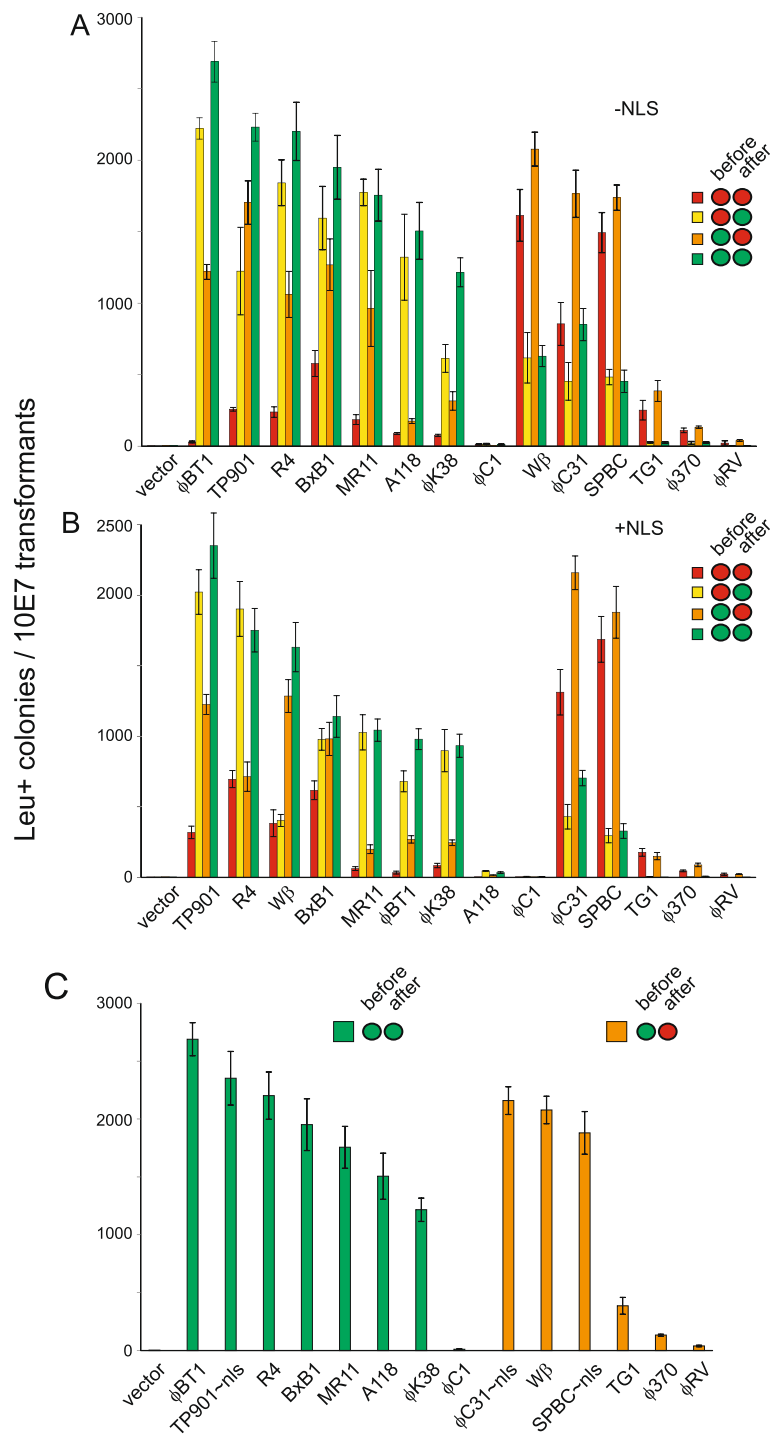 A
3000
-NLS
before
after
2000
1000
0
vector
ϕBT1
TP901
R4
BxB1
MR11
A118
ϕK38
ϕC1
Wβ
ϕC31
SPBC
TG1
ϕ370
ϕRV
Leu+ colonies / 10E7 transformants
B
2500
+NLS
before
after
2000
1000
0
vector
TP901
R4
Wβ
BxB1
MR11
ϕBT1
ϕK38
A118
ϕC1
ϕC31
SPBC
TG1
ϕ370
ϕRV
C
3000
before
after
before
after
2000
1000
0
vector
ϕBT1
TP901~nls
R4
BxB1
MR11
A118
ϕK38
ϕC1
ϕC31~nls
Wβ
SPBC~nls
TG1
ϕ370
ϕRV